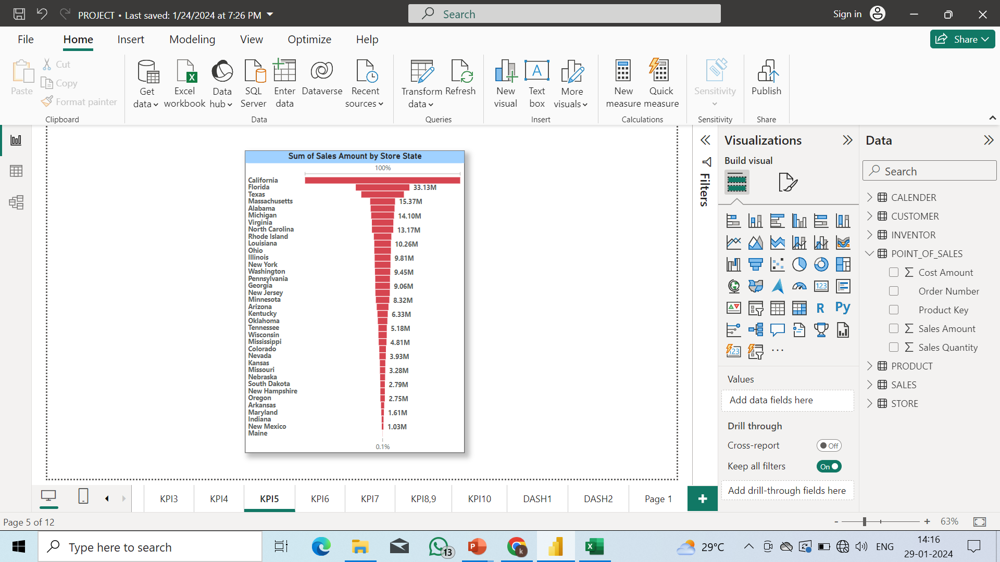 PROJECT • Last saved: 1/24/2024 at 7:26 PM
Search
Sign in
File Home Insert Modeling View Optimize Help
Share
Paste
Cut
Copy
Format painter
Clipboard
Get data
Excel workbook
Data hub
SQL Server
Enter data
Dataverse
Recent sources
Data
Transform data
Refresh
Queries
New visual
Text box
More visuals
Insert
New measure
Quick measure
Calculations
Sensitivity
Sensitivity
Publish
Share
Sum of Sales Amount by Store State
100%
California
Florida 33.13M
Texas
Massachusetts 15.37M
Alabama
Michigan 14.10M
Virginia
North Carolina 13.17M
Rhode Island
Louisiana 10.26M
Ohio
Illinois 9.81M
New York
Washington 9.45M
Pennsylvania
Georgia 9.06M
New Jersey
Minnesota 8.32M
Arizona
Kentucky 6.33M
Oklahoma
Tennessee 5.18M
Wisconsin
Mississippi 4.81M
Colorado
Nevada 3.93M
Kansas
Missouri 3.28M
Nebraska
South Dakota 2.79M
New Hampshire
Oregon 2.75M
Arkansas
Maryland 1.61M
Indiana
New Mexico 1.03M
Maine
0.1%
Filters
Visualizations
Build visual
123
R Py
123
Values
Add data fields here
Drill through
Cross-report Off
Keep all filters On
Add drill-through fields here
Data
Search
CALENDER
CUSTOMER
INVENTOR
POINT_OF_SALES
Σ Cost Amount
Order Number
Product Key
Σ Sales Amount
Σ Sales Quantity
PRODUCT
SALES
STORE
KPI3 KPI4 KPI5 KPI6 KPI7 KPI8,9 KPI10 DASH1 DASH2 Page 1 +
Page 5 of 12
- + 63%
Type here to search
13
P
k
X
29°C
ENG
14:16
29-01-2024